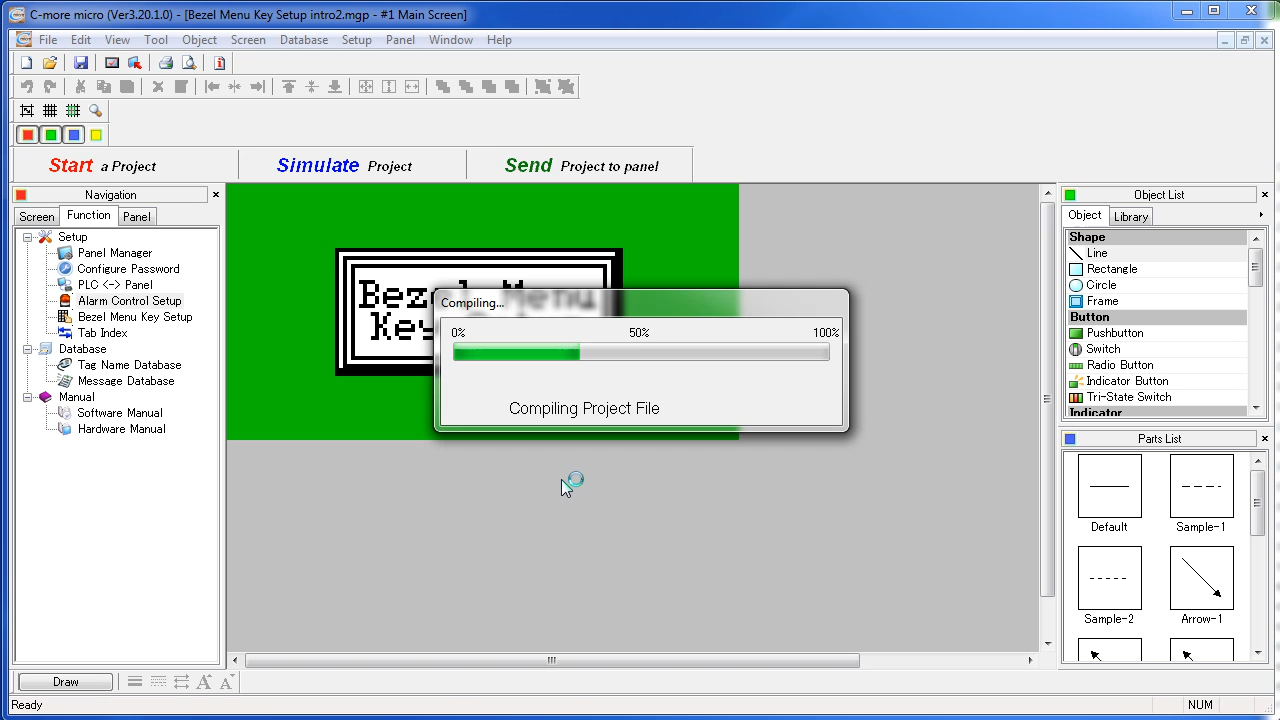 C-more micro (Ver3.20.1.0) - [Bezel Menu Key Setup intro2.mgp - #1 Main Screen]
File Edit View Tool Object Screen Database Setup Panel Window Help
Start a Project Simulate Project Send Project to panel
Navigation
Screen Function Panel
Setup
Panel Manager
Configure Password
PLC <-> Panel
Alarm Control Setup
Bezel Menu Key Setup
Tab Index
Database
Tag Name Database
Message Database
Manual
Software Manual
Hardware Manual
Bezel Menu
Key
Compiling...
0% 50% 100%
Compiling Project File
Object List
Object Library
Shape
Line
Rectangle
Circle
Frame
Button
Pushbutton
Switch
Radio Button
Indicator Button
Tri-State Switch
Indicator
Parts List
Default Sample-1
Sample-2 Arrow-1
Draw
Ready NUM